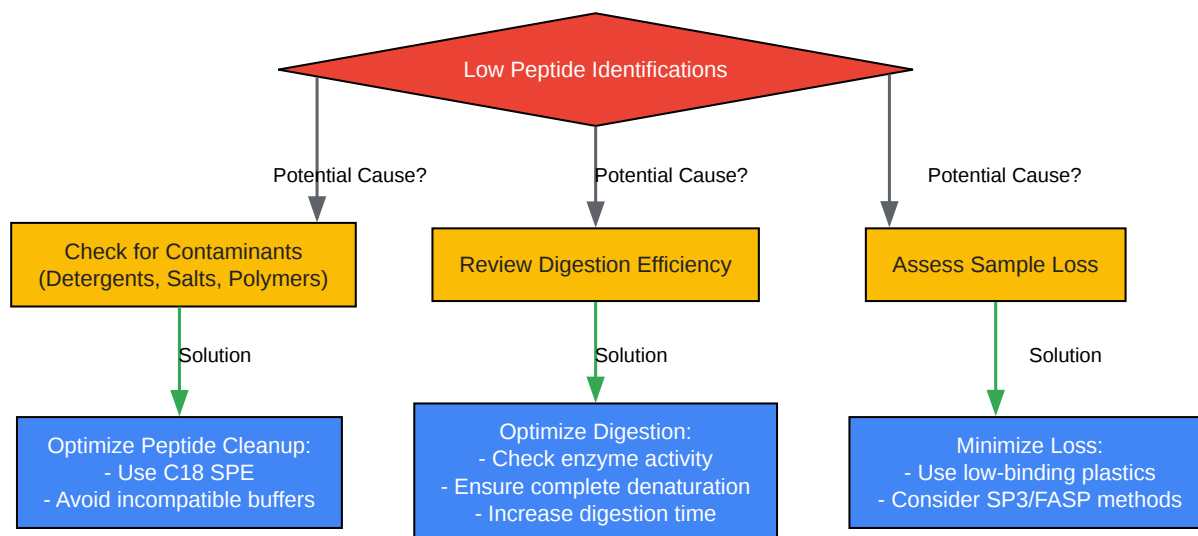 Low Peptide Identifications
Potential Cause?
Potential Cause?
Potential Cause?
Check for Contaminants
(Detergents, Salts, Polymers)
Review Digestion Efficiency
Assess Sample Loss
Solution
Solution
Solution
Optimize Peptide Cleanup:
- Use C18 SPE
- Avoid incompatible buffers
Optimize Digestion:
- Check enzyme activity
- Ensure complete denaturation
- Increase digestion time
Minimize Loss:
- Use low-binding plastics
- Consider SP3/FASP methods